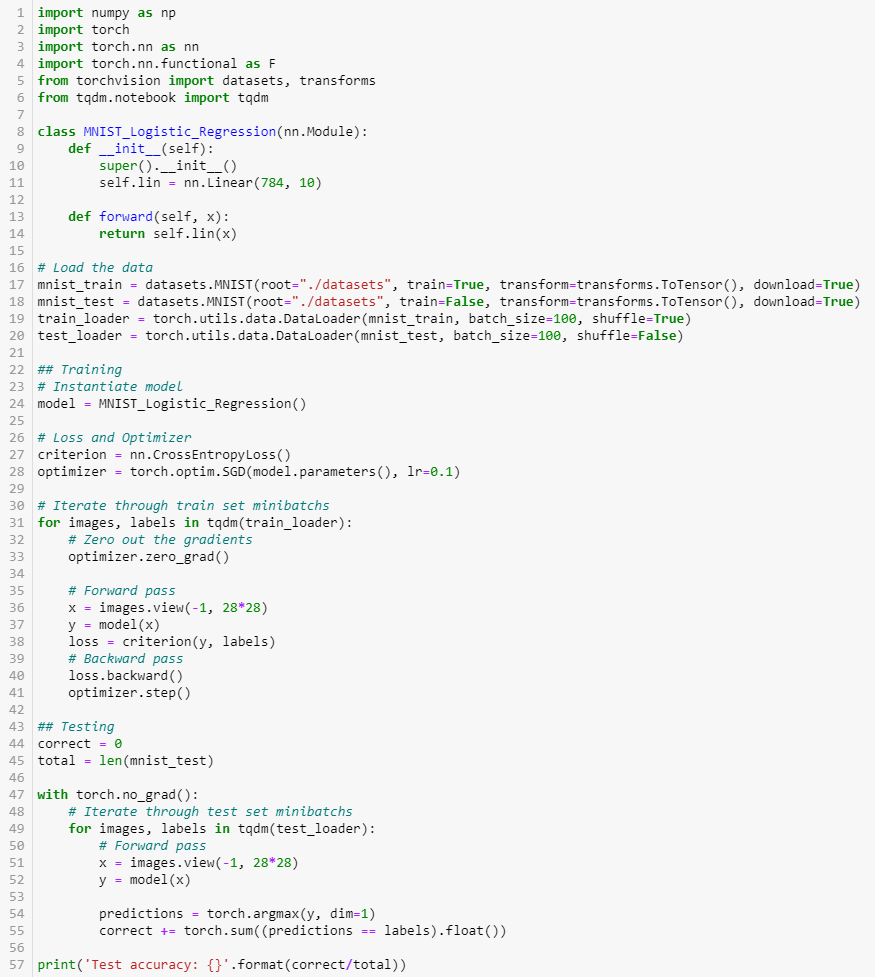 1 import numpy as np
2 import torch
3 import torch.nn as nn
4 import torch.nn.functional as F
5 from torchvision import datasets, transforms
6 from tqdm.notebook import tqdm
7
8 class MNIST_Logistic_Regression(nn.Module):
9     def __init__(self):
10         super().__init__()
11         self.lin = nn.Linear(784, 10)
12
13     def forward(self, x):
14         return self.lin(x)
15
16 # Load the data
17 mnist_train = datasets.MNIST(root="./datasets", train=True, transform=transforms.ToTensor(), download=True)
18 mnist_test = datasets.MNIST(root="./datasets", train=False, transform=transforms.ToTensor(), download=True)
19 train_loader = torch.utils.data.DataLoader(mnist_train, batch_size=100, shuffle=True)
20 test_loader = torch.utils.data.DataLoader(mnist_test, batch_size=100, shuffle=False)
21
22 ## Training
23 # Instantiate model
24 model = MNIST_Logistic_Regression()
25
26 # Loss and Optimizer
27 criterion = nn.CrossEntropyLoss()
28 optimizer = torch.optim.SGD(model.parameters(), lr=0.1)
29
30 # Iterate through train set minibatchs
31 for images, labels in tqdm(train_loader):
32     # Zero out the gradients
33     optimizer.zero_grad()
34
35     # Forward pass
36     x = images.view(-1, 28*28)
37     y = model(x)
38     loss = criterion(y, labels)
39     # Backward pass
40     loss.backward()
41     optimizer.step()
42
43 ## Testing
44 correct = 0
45 total = len(mnist_test)
46
47 with torch.no_grad():
48     # Iterate through test set minibatchs
49     for images, labels in tqdm(test_loader):
50         # Forward pass
51         x = images.view(-1, 28*28)
52         y = model(x)
53
54         predictions = torch.argmax(y, dim=1)
55         correct += torch.sum((predictions == labels).float())
56
57 print('Test accuracy: {}'.format(correct/total))